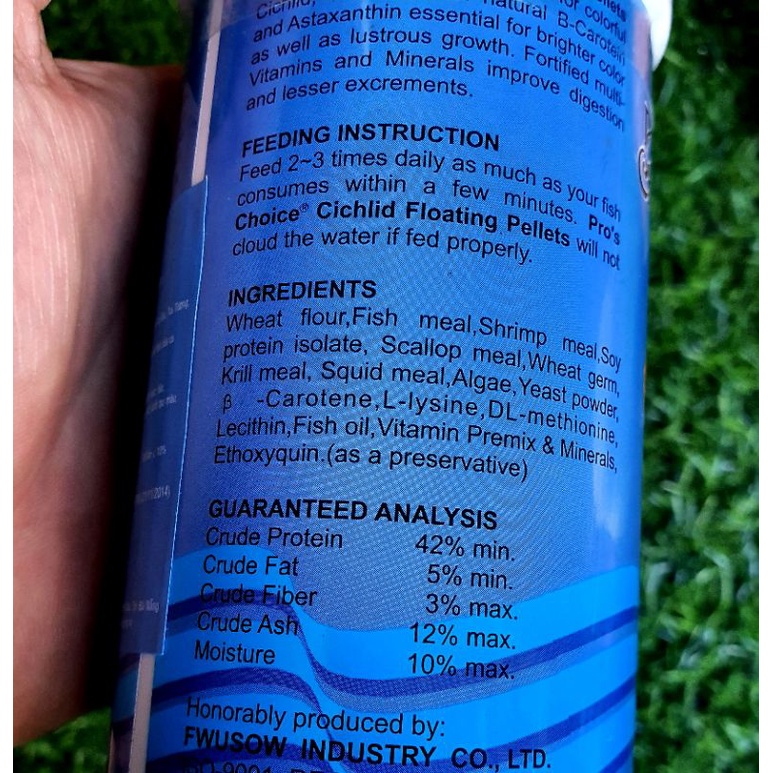 Cichlid, natural B-Caroten
and Astaxanthin essential for brighter color
as well as lustrous growth. Fortified multi-
Vitamins and Minerals improve digestion
and lesser excrements.
FEEDING INSTRUCTION
Feed 2~3 times daily as much as your fish
consumes within a few minutes. Pro's
Choice® Cichlid Floating Pellets will not
cloud the water if fed properly.
INGREDIENTS
Wheat flour,Fish meal,Shrimp meal,Soy
protein isolate, Scallop meal,Wheat germ,
Krill meal, Squid meal,Algae,Yeast powder,
β -Carotene,L-lysine,DL-methionine,
Lecithin,Fish oil,Vitamin Premix & Minerals,
Ethoxyquin.(as a preservative)
GUARANTEED ANALYSIS
Crude Protein 42% min.
Crude Fat 5% min.
Crude Fiber 3% max.
Crude Ash 12% max.
Moisture 10% max.
Honorably produced by:
FWUSOW INDUSTRY CO., LTD.